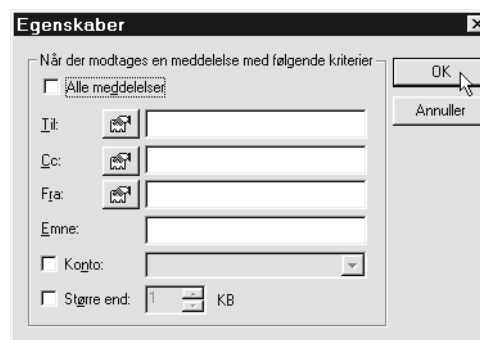 Egenskaber
Når der modtages en meddelelse med følgende kriterier
Alle meddelelser
OK
Annuller
Til:
Cc:
Fra:
Emne:
Konto:
Større end: 1 KB